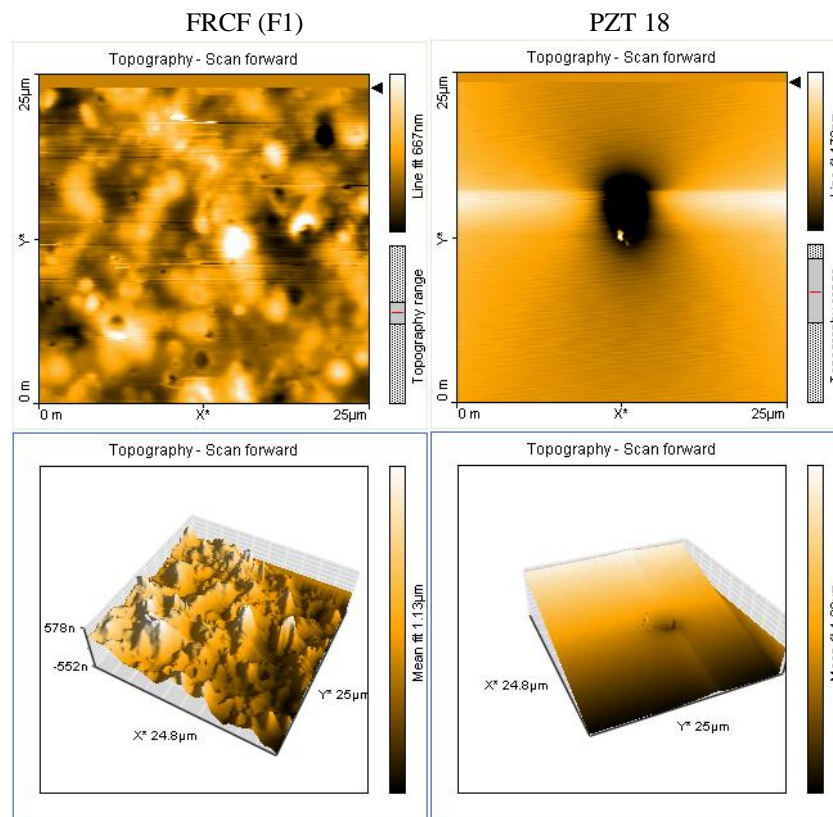 FRCF (F1)
PZT 18
Topography - Scan forward
25µm
Y*
0 m
0 m
X*
25µm
Line fit 667nm
Topography range
Topography - Scan forward
25µm
Y*
0 m
0 m
X*
25µm
Topography - Scan forward
578n
-552n
X* 24.8µm
Y* 25µm
Mean fit 1.13µm
Topography - Scan forward
X* 24.8µm
Y* 25µm